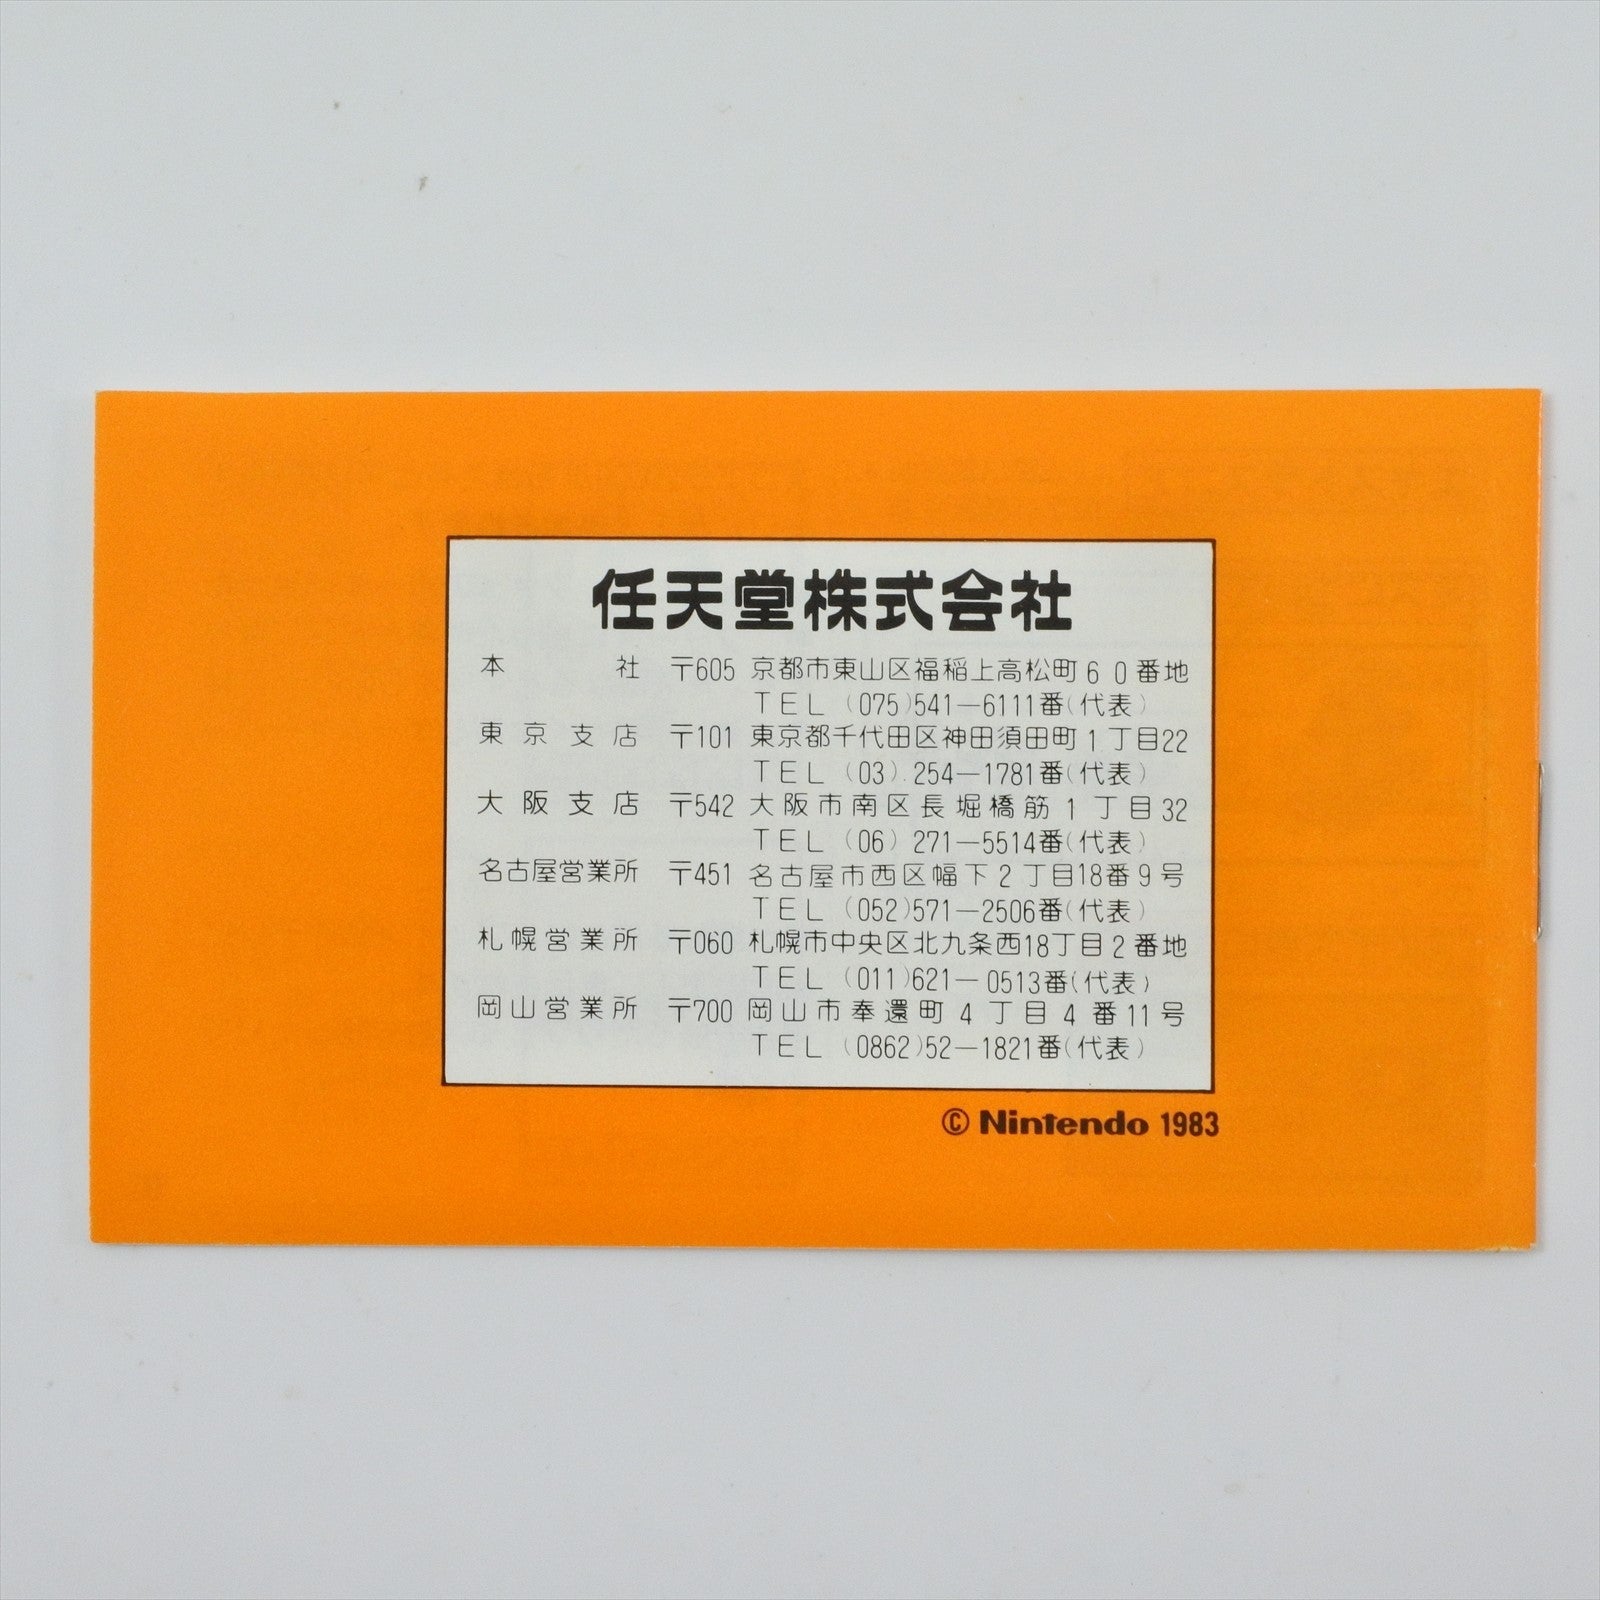 任天堂株式会社
本社 〒605 京都市東山区福稲上高松町60番地
TEL (075)541-6111番(代表)
東京支店 〒101 東京都千代田区神田須田町1丁目22
TEL (03) 254-1781番(代表)
大阪支店 〒542 大阪市南区長堀橋筋1丁目32
TEL (06) 271-5514番(代表)
名古屋営業所 〒451 名古屋市西区幅下2丁目18番9号
TEL (052)571-2506番(代表)
札幌営業所 〒060 札幌市中央区北九条西18丁目2番地
TEL (011)621-0513番(代表)
岡山営業所 〒700 岡山市奉還町4丁目4番11号
TEL (0862)52-1821番(代表)
© Nintendo 1983